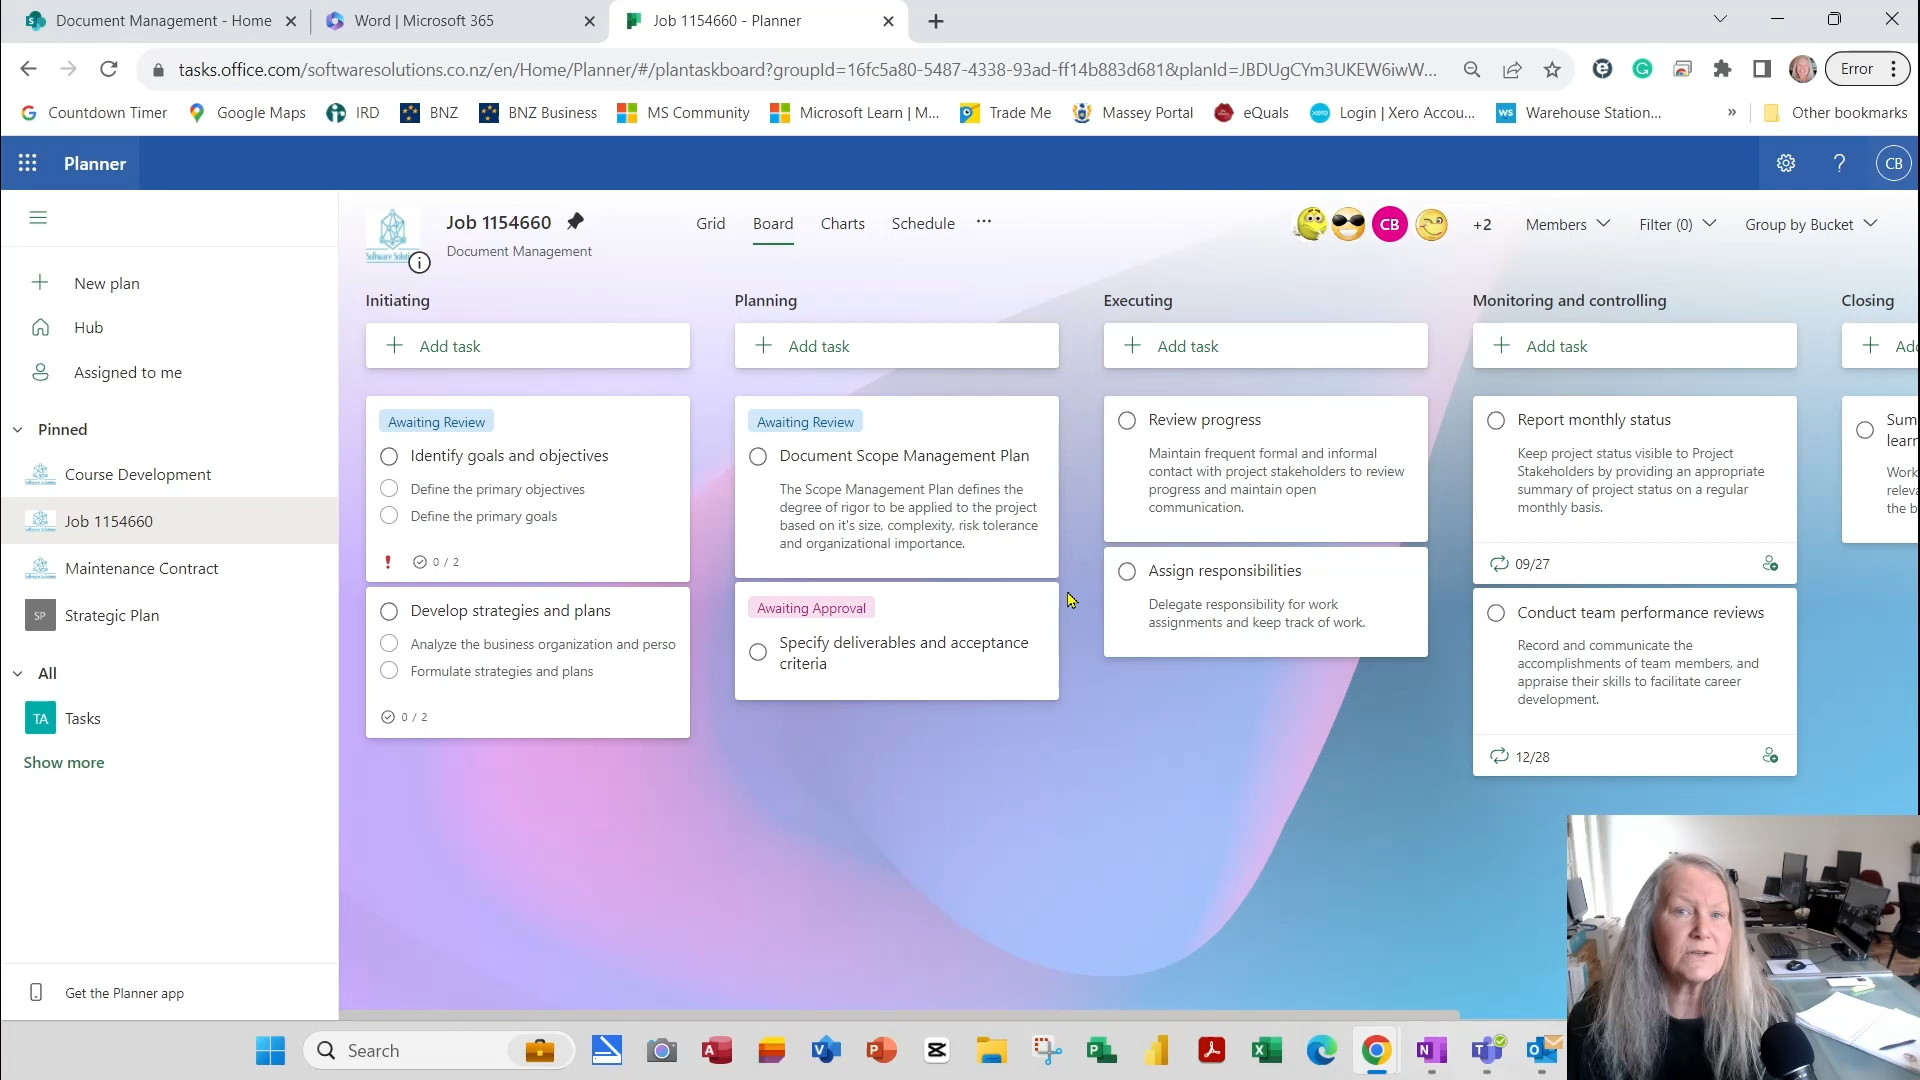 Document Management - Home
Word | Microsoft 365
Job 1154660 - Planner
tasks.office.com/softwaresolutions.co.nz/en/Home/Planner/#/plantaskboard?groupId=16fc5a80-5487-4338-93ad-ff14b883d681&planId=JBDUgCYm3UKEW6iwW...
Error
Countdown Timer
Google Maps
IRD
BNZ
BNZ Business
MS Community
Microsoft Learn | M...
Trade Me
Massey Portal
eQuals
xero
Login | Xero Accou...
WS
Warehouse Station...
»
Other bookmarks
Planner
CB
New plan
Hub
Assigned to me
Pinned
Course Development
Job 1154660
Maintenance Contract
SP
Strategic Plan
All
TA
Tasks
Show more
Get the Planner app
Job 1154660
Document Management
Grid
Board
Charts
Schedule
...
CB
+2
Members
Filter (0)
Group by Bucket
Initiating
Add task
Awaiting Review
Identify goals and objectives
Define the primary objectives
Define the primary goals
0 / 2
Develop strategies and plans
Analyze the business organization and perso
Formulate strategies and plans
0 / 2
Planning
Add task
Awaiting Review
Document Scope Management Plan
The Scope Management Plan defines the
degree of rigor to be applied to the project
based on it's size, complexity, risk tolerance
and organizational importance.
Awaiting Approval
Specify deliverables and acceptance
criteria
Executing
Add task
Review progress
Maintain frequent formal and informal
contact with project stakeholders to review
progress and maintain open
communication.
Assign responsibilities
Delegate responsibility for work
assignments and keep track of work.
Monitoring and controlling
Add task
Report monthly status
Keep project status visible to Project
Stakeholders by providing an appropriate
summary of project status on a regular
monthly basis.
09/27
Conduct team performance reviews
Record and communicate the
accomplishments of team members, and
appraise their skills to facilitate career
development.
12/28
Closing
Add
Sum
learn
Work
releva
the b
Search